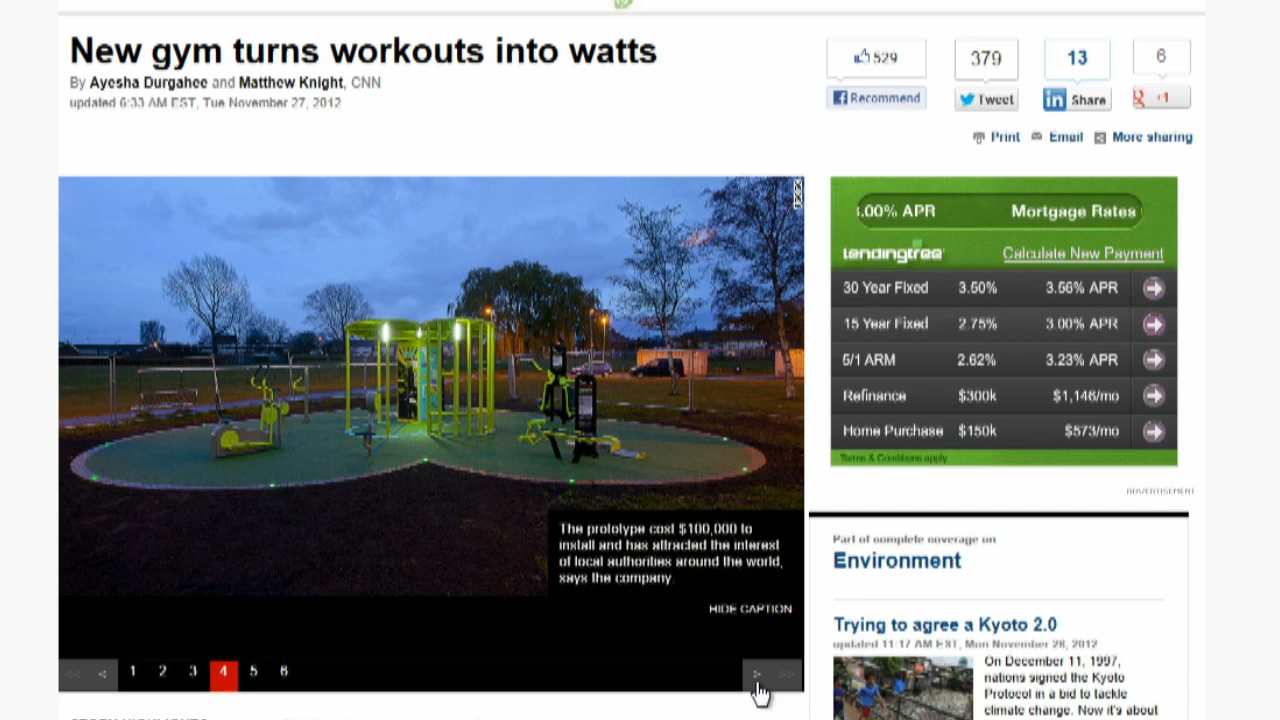 New gym turns workouts into watts
By Ayesha Durgahee and Matthew Knight, CNN
updated 6:33 AM EST, Tue November 27, 2012
529
Recommend
379
Tweet
13
in Share
6
+1
Print Email More sharing
.00% APR Mortgage Rates
lendingtree
Calculate New Payment
30 Year Fixed 3.50% 3.56% APR
15 Year Fixed 2.75% 3.00% APR
5/1 ARM 2.62% 3.23% APR
Refinance $300k $1,146/mo
Home Purchase $150k $573/mo
Terms & Conditions apply
ADVERTISEMENT
The prototype cost $100,000 to
install and has attracted the interest
of local authorities around the world,
says the company.
HIDE CAPTION
1 2 3 4 5 6
Part of complete coverage on
Environment
Trying to agree a Kyoto 2.0
updated 11:17 AM EST, Mon November 26, 2012
On December 11, 1997,
nations signed the Kyoto
Protocol in a bid to tackle
climate change. Now it's about